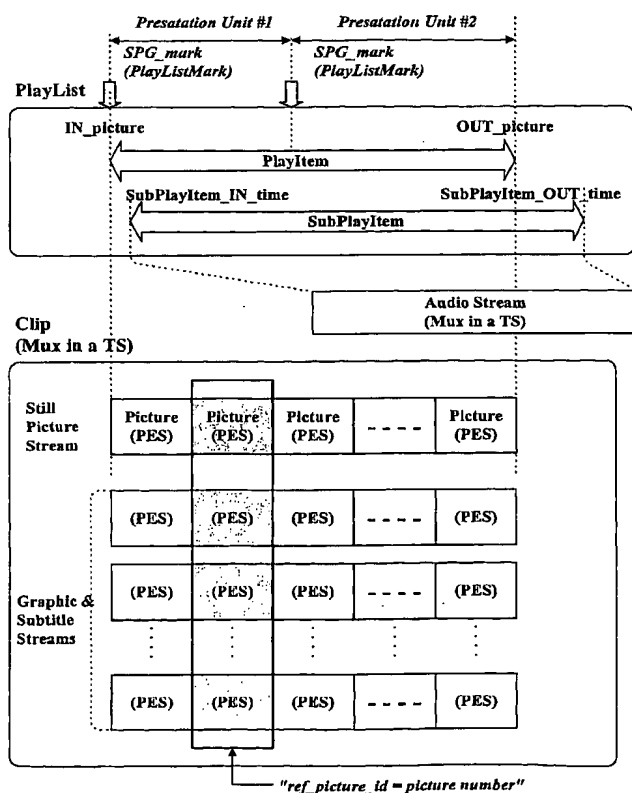 Presatation Unit #1 Presatation Unit #2
SPG_mark SPG_mark
(PlayListMark) (PlayListMark)
PlayList
IN_picture OUT_picture
PlayItem
SubPlayItem_IN_time SubPlayItem_OUT_time
SubPlayItem
Audio Stream
(Mux in a TS)
Clip
(Mux in a TS)
Still
Picture
Stream
Picture Picture Picture ---- Picture
(PES) (PES) (PES) (PES)
(PES) (PES) (PES) ---- (PES)
Graphic &
Subtitle
Streams
(PES) (PES) (PES) ---- (PES)
(PES) (PES) (PES) ---- (PES)
"ref_picture_id = picture number"